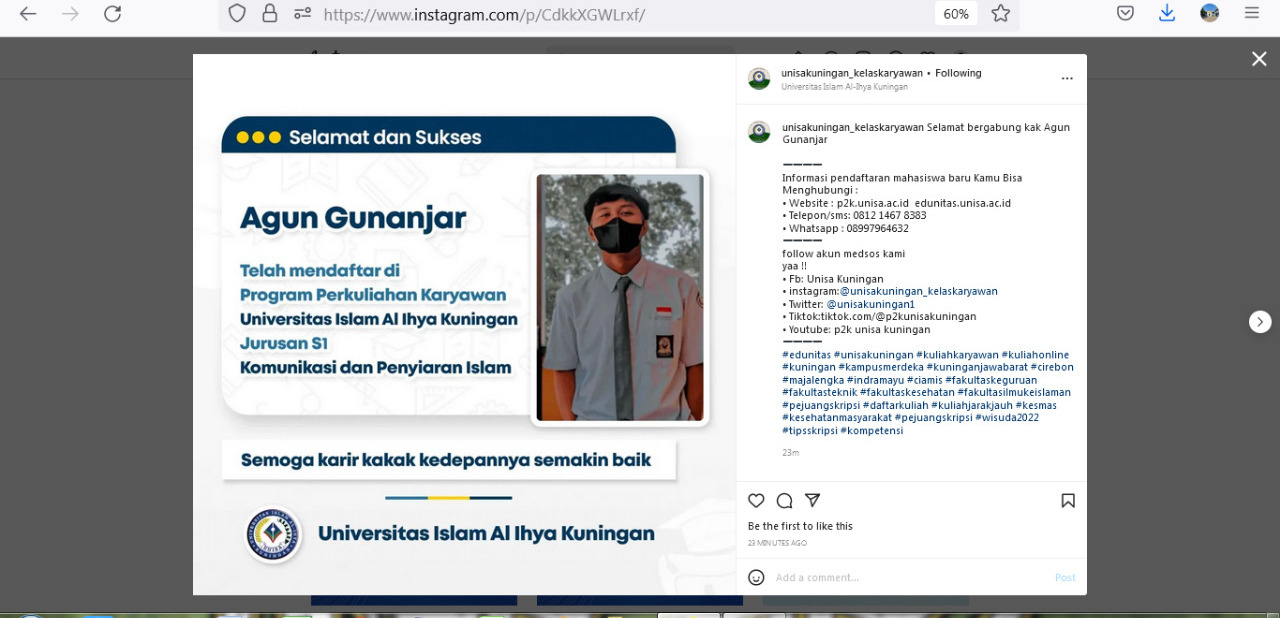 https://www.instagram.com/p/CdkkXGWLrxf/
60%
Selamat dan Sukses
Agun Gunanjar
Telah mendaftar di
Program Perkuliahan Karyawan
Universitas Islam Al Ihya Kuningan
Jurusan S1
Komunikasi dan Penyiaran Islam
Semoga karir kakak kedepannya semakin baik
Universitas Islam Al Ihya Kuningan
unisakuningan_kelaskaryawan • Following
Universitas Islam Al-Ihya Kuningan
unisakuningan_kelaskaryawan Selamat bergabung kak Agun
Gunanjar
➖➖➖➖
Informasi pendaftaran mahasiswa baru Kamu Bisa
Menghubungi :
• Website : p2k.unisa.ac.id edunitas.unisa.ac.id
• Telepon/sms: 0812 1467 8383
• Whatsapp : 08997964632
➖➖➖➖
follow akun medsos kami
yaa !!
• Fb: Unisa Kuningan
• instagram:@unisakuningan_kelaskaryawan
• Twitter: @unisakuningan1
• Tiktok:tiktok.com/@p2kunisakuningan
• Youtube: p2k unisa kuningan
➖➖➖➖
#edunitas #unisakuningan #kuliahkaryawan #kuliahonline
#kuningan #kampusmerdeka #kuninganjawabarat #cirebon
#majalengka #indramayu #ciamis #fakultaskeguruan
#fakultasteknik #fakultaskesehatan #fakultasilmukeislaman
#pejuangskripsi #daftarkuliah #kuliahjarakjauh #kesmas
#kesehatanmasyarakat #pejuangskripsi #wisuda2022
#tipsskripsi #kompetensi
23m
Be the first to like this
23 MINUTES AGO
Add a comment...
Post